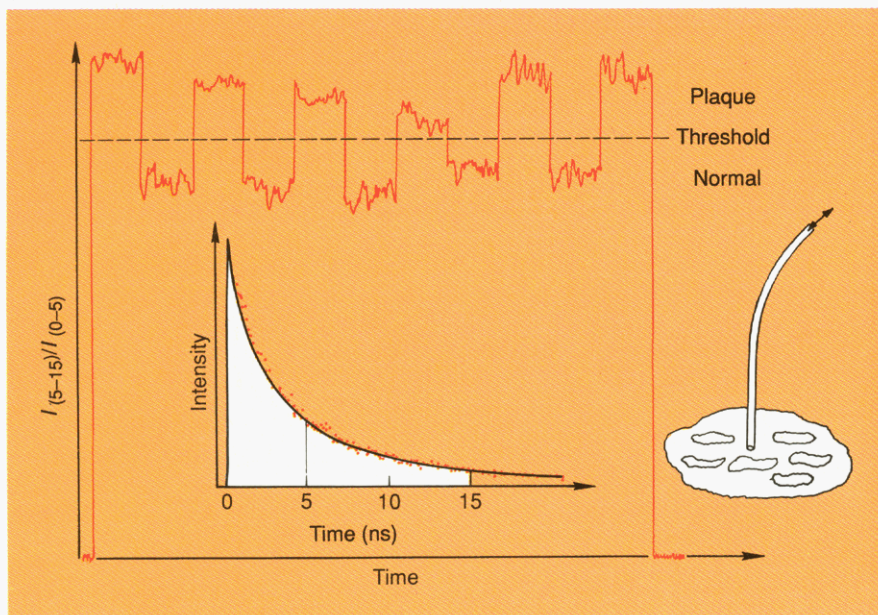 Plaque
Threshold
Normal
I(5–15)/I(0–5)
Intensity
0 5 10 15
Time (ns)
Time